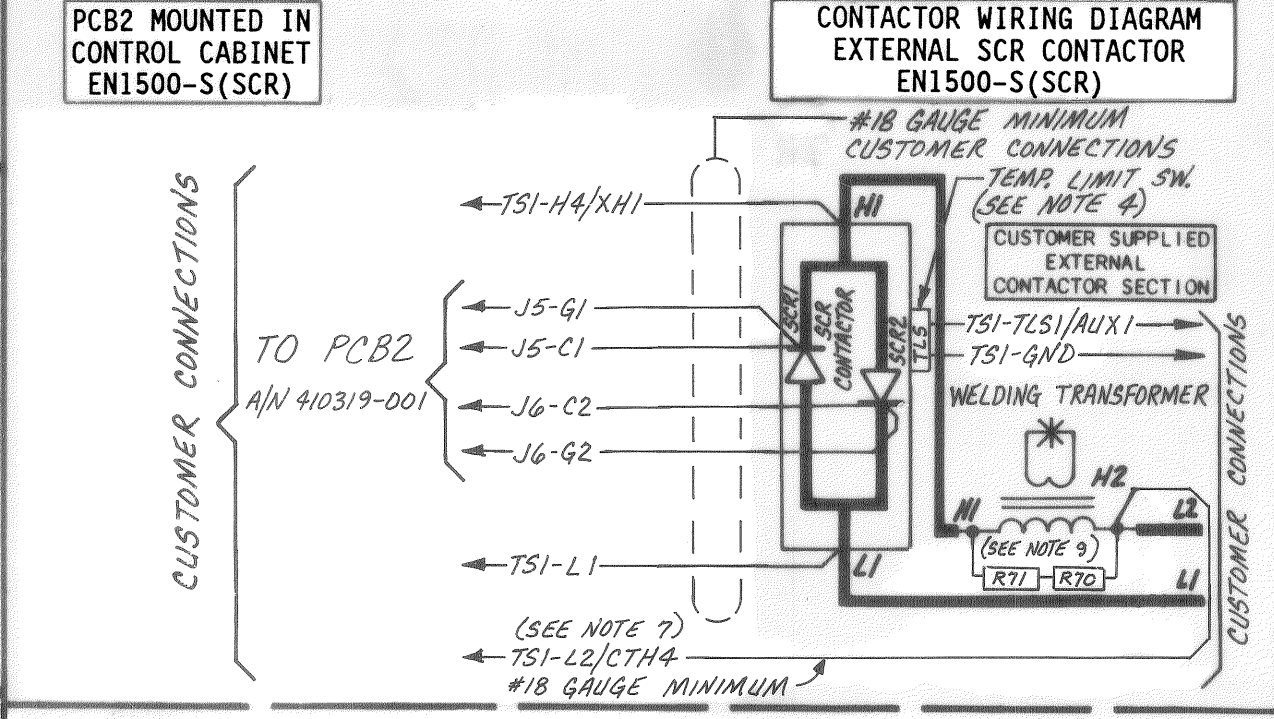 PCB2 MOUNTED IN
CONTROL CABINET
EN1500-S(SCR)
CONTACTOR WIRING DIAGRAM
EXTERNAL SCR CONTACTOR
EN1500-S(SCR)
#18 GAUGE MINIMUM
CUSTOMER CONNECTIONS
TEMP. LIMIT SW.
(SEE NOTE 4)
CUSTOMER SUPPLIED
EXTERNAL
CONTACTOR SECTION
CUSTOMER CONNECTIONS
TS1-H4/XH1
H1
TO PCB2
A/N 410319-001
J5-G1
J5-C1
J6-C2
J6-G2
SCR1
SCR
CONTACTOR
SCR2
TLS
TS1-TLS1/AUX1
TS1-GND
WELDING TRANSFORMER
H2
H1
L2
(SEE NOTE 9)
R71
R70
L1
L1
TS1-L1
CUSTOMER CONNECTIONS
(SEE NOTE 7)
TS1-L2/CTH4
#18 GAUGE MINIMUM